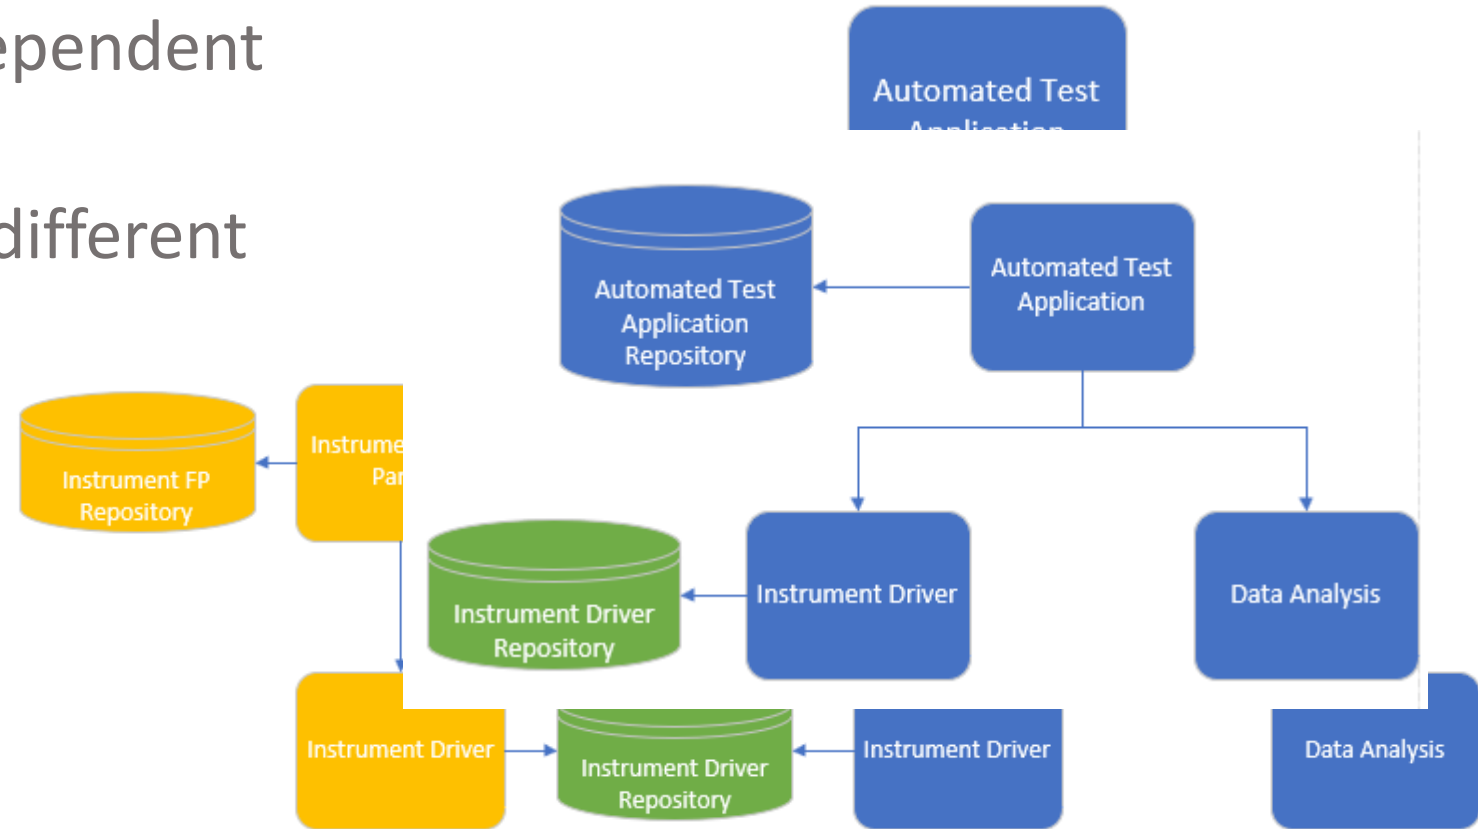 ependent
different
Automated Test
Application
Automated Test
Application
Repository
Automated Test
Application
Instrument FP
Repository
Instrume
Par
Instrument Driver
Repository
Instrument Driver
Data Analysis
Instrument Driver
Instrument Driver
Repository
Instrument Driver
Data Analysis